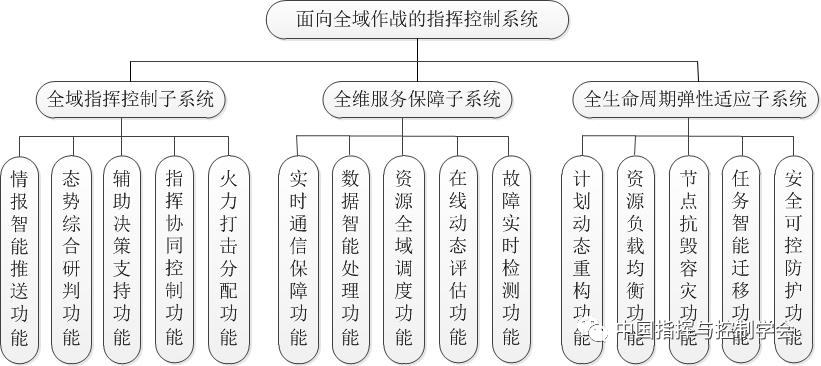 面向全域作战的指挥控制系统
全域指挥控制子系统
全维服务保障子系统
全生命周期弹性适应子系统
情报智能推送功能
态势综合研判功能
辅助决策支持功能
指挥协同控制功能
火力打击分配功能
实时通信保障功能
数据智能处理功能
资源全域调度功能
在线动态评估功能
故障实时检测功能
计划动态重构功能
资源负载均衡功能
节点抗毁容灾功能
任务智能迁移功能
安全可控防护功能
中国指挥与控制学会